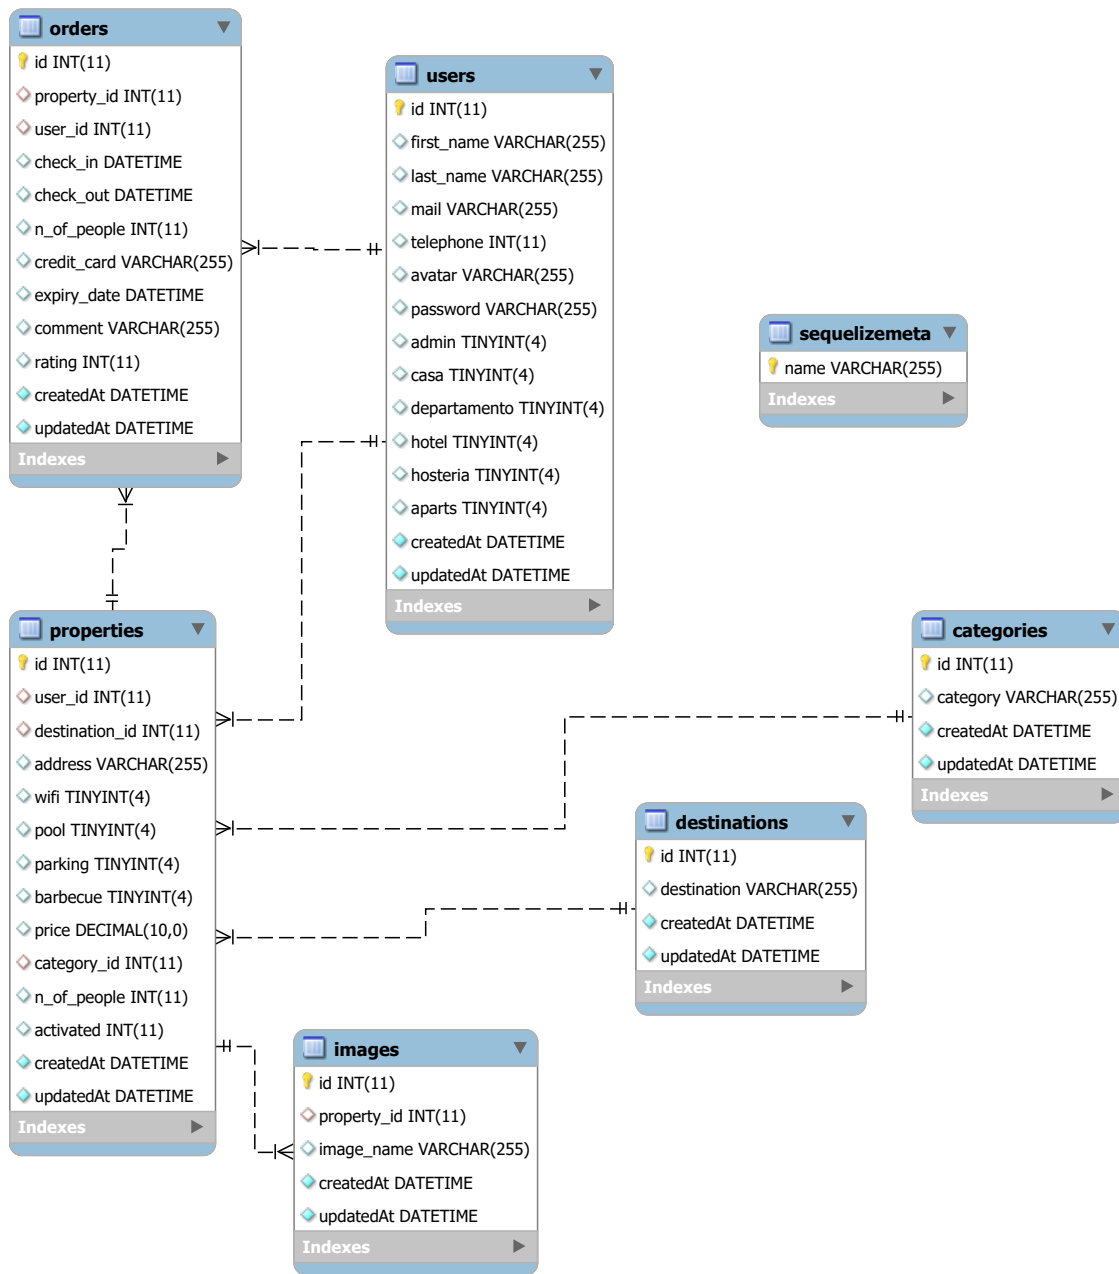 orders
id INT(11)
property_id INT(11)
user_id INT(11)
check_in DATETIME
check_out DATETIME
n_of_people INT(11)
credit_card VARCHAR(255)
expiry_date DATETIME
comment VARCHAR(255)
rating INT(11)
createdAt DATETIME
updatedAt DATETIME
Indexes
users
id INT(11)
first_name VARCHAR(255)
last_name VARCHAR(255)
mail VARCHAR(255)
telephone INT(11)
avatar VARCHAR(255)
password VARCHAR(255)
admin TINYINT(4)
casa TINYINT(4)
departamento TINYINT(4)
hotel TINYINT(4)
hosteria TINYINT(4)
aparts TINYINT(4)
createdAt DATETIME
updatedAt DATETIME
Indexes
sequelizemeta
name VARCHAR(255)
Indexes
properties
id INT(11)
user_id INT(11)
destination_id INT(11)
address VARCHAR(255)
wifi TINYINT(4)
pool TINYINT(4)
parking TINYINT(4)
barbecue TINYINT(4)
price DECIMAL(10,0)
category_id INT(11)
n_of_people INT(11)
activated INT(11)
createdAt DATETIME
updatedAt DATETIME
Indexes
categories
id INT(11)
category VARCHAR(255)
createdAt DATETIME
updatedAt DATETIME
Indexes
destinations
id INT(11)
destination VARCHAR(255)
createdAt DATETIME
updatedAt DATETIME
Indexes
images
id INT(11)
property_id INT(11)
image_name VARCHAR(255)
createdAt DATETIME
updatedAt DATETIME
Indexes